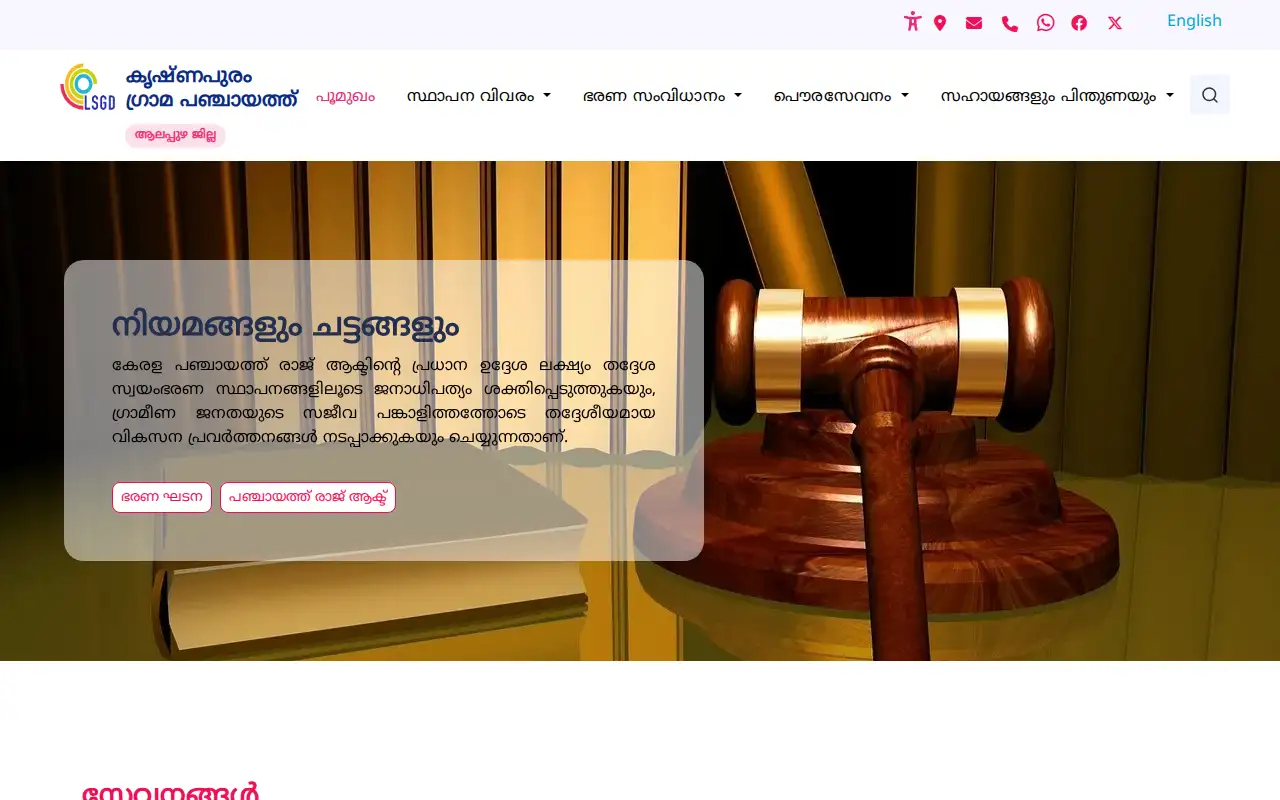 English
LSGD
കൃഷ്ണപുരം
ഗ്രാമ പഞ്ചായത്ത്
ആലപ്പുഴ ജില്ല
പൂമുഖം
സ്ഥാപന വിവരം
ഭരണ സംവിധാനം
പൌരസേവനം
സഹായങ്ങളും പിന്തുണയും
നിയമങ്ങളും ചട്ടങ്ങളും
കേരള പഞ്ചായത്ത് രാജ് ആക്ടിന്റെ പ്രധാന ഉദ്ദേശ ലക്ഷ്യം തദ്ദേശ
സ്വയംഭരണ സ്ഥാപനങ്ങളിലൂടെ ജനാധിപത്യം ശക്തിപ്പെടുത്തുകയും,
ഗ്രാമീണ ജനതയുടെ സജീവ പങ്കാളിത്തത്തോടെ തദ്ദേശീയമായ
വികസന പ്രവർത്തനങ്ങൾ നടപ്പാക്കുകയും ചെയ്യുന്നതാണ്.
ഭരണ ഘടന
പഞ്ചായത്ത് രാജ് ആക്ട്
സേവനങ്ങൾ